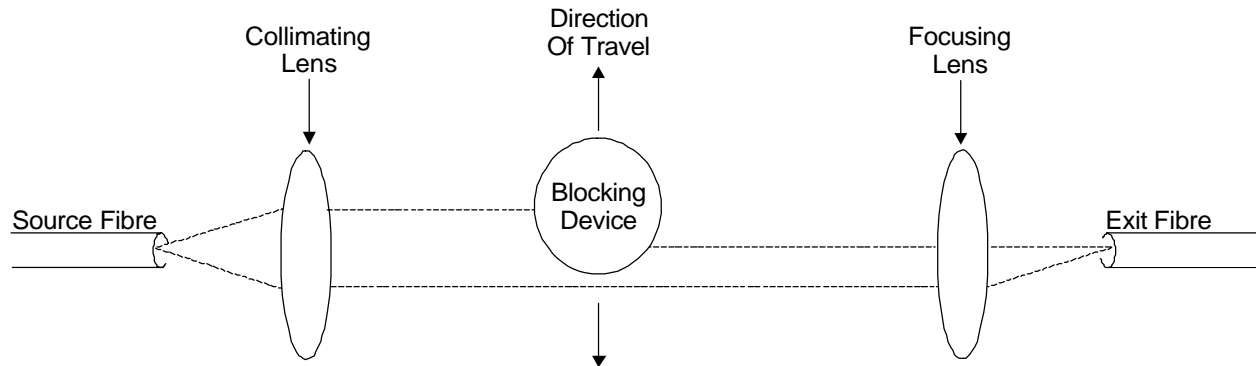 Collimating
Lens
Direction
Of Travel
Focusing
Lens
Source Fibre
Blocking
Device
Exit Fibre